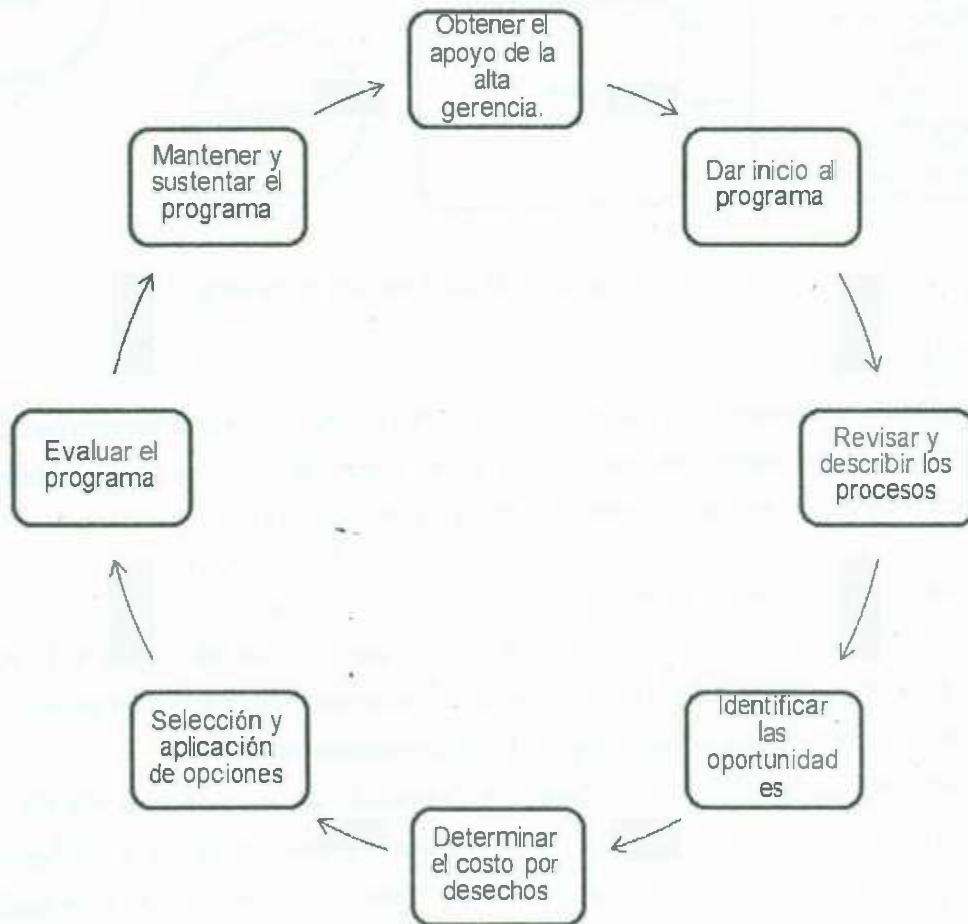 Obtener el
apoyo de la
alta
gerencia.
Dar inicio al
programa
Revisar y
describir los
procesos
Identificar
las
oportunidad
es
Determinar
el costo por
desechos
Selección y
aplicación
de opciones
Evaluar el
programa
Mantener y
sustentar el
programa